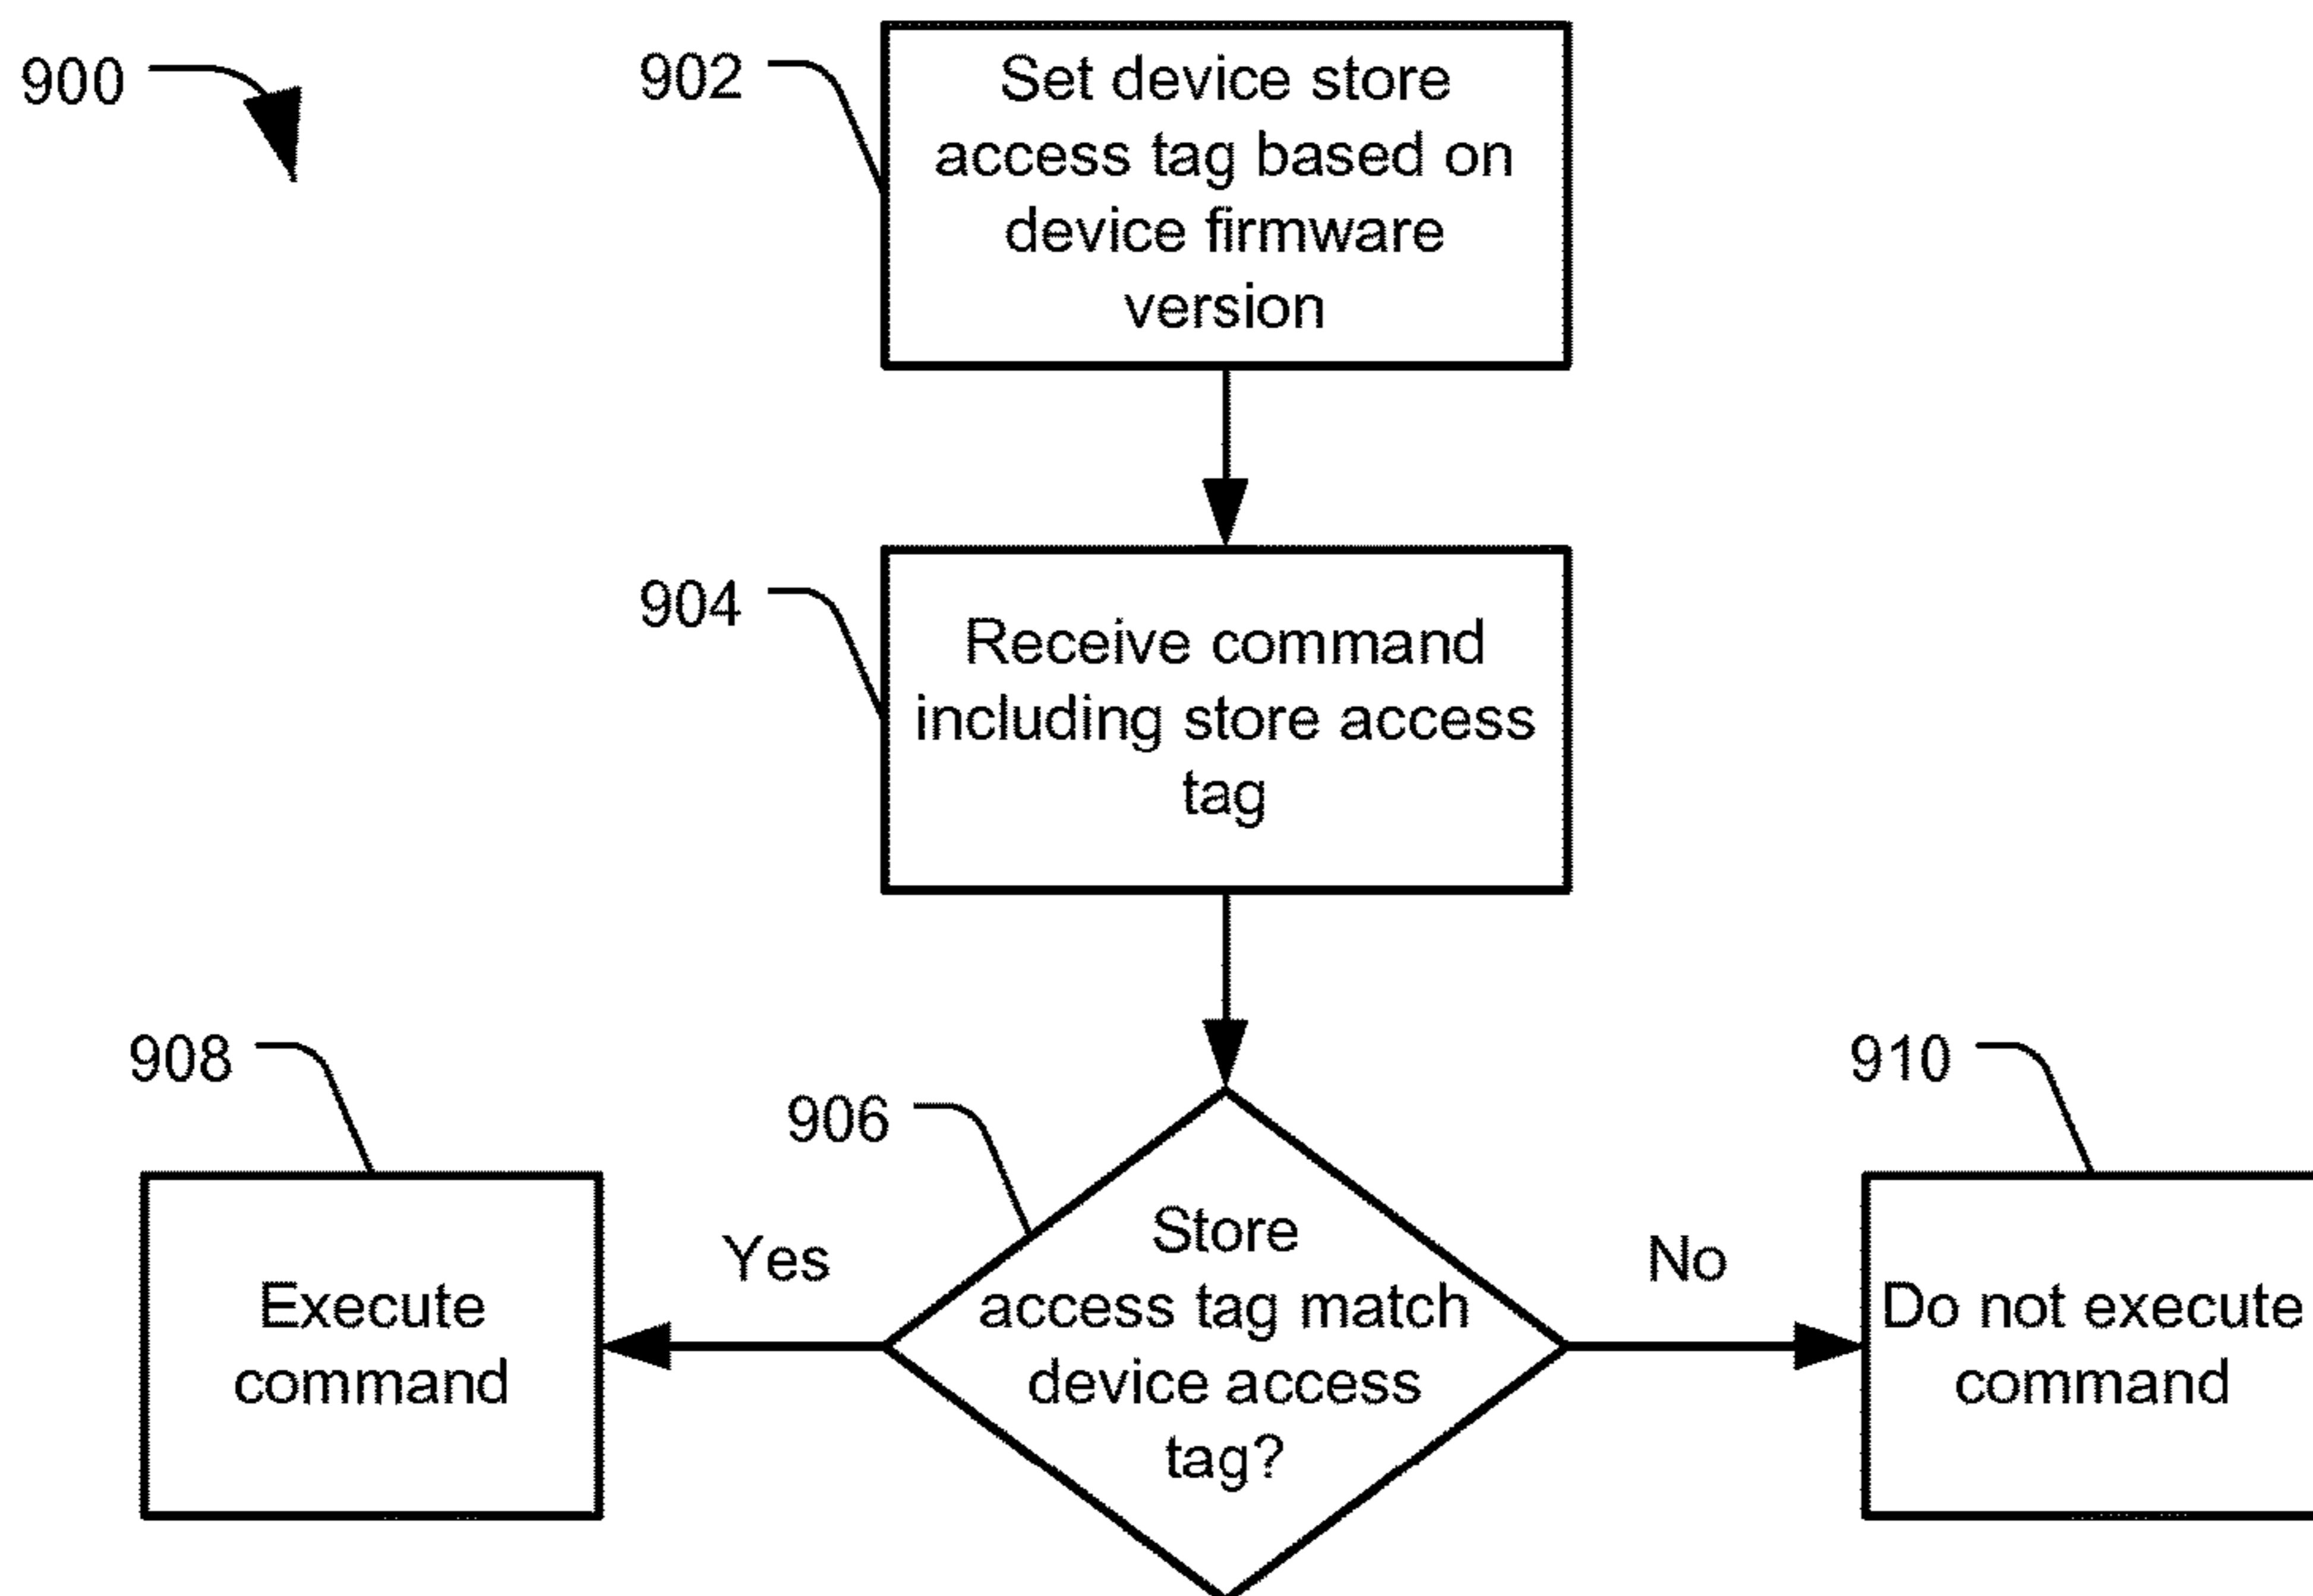 900
902
Set device store
access tag based on
device firmware
version
904
Receive command
including store access
tag
908
906
910
Execute
command
Yes
Store
access tag match
device access
tag?
No
Do not execute
command